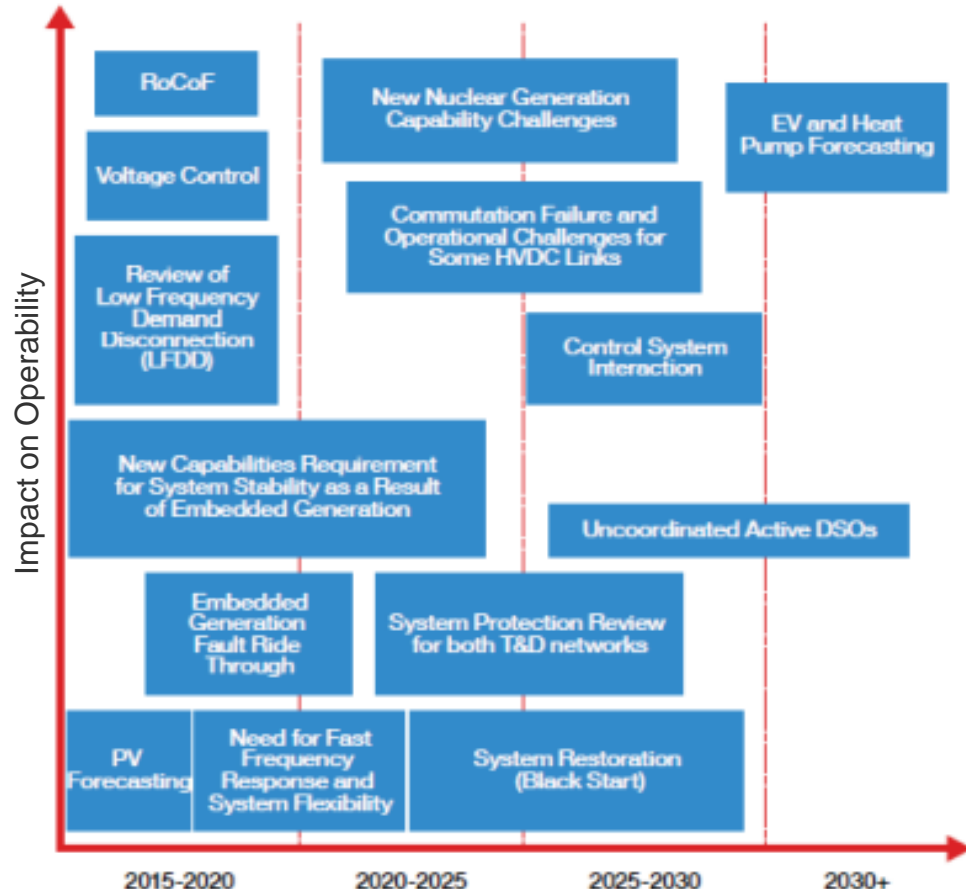 RoCoF
New Nuclear Generation
Capability Challenges
EV and Heat
Pump Forecasting
Voltage Control
Commutation Failure and
Operational Challenges for
Some HVDC Links
Review of
Low Frequency
Demand
Disconnection
(LFDD)
Control System
Interaction
Impact on Operability
New Capabilities Requirement
for System Stability as a Result
of Embedded Generation
Uncoordinated Active DSOs
Embedded
Generation
Fault Ride
Through
System Protection Review
for both T&D networks
PV
Forecasting
Need for Fast
Frequency
Response and
System Flexibility
System Restoration
(Black Start)
2015-2020
2020-2025
2025-2030
2030+